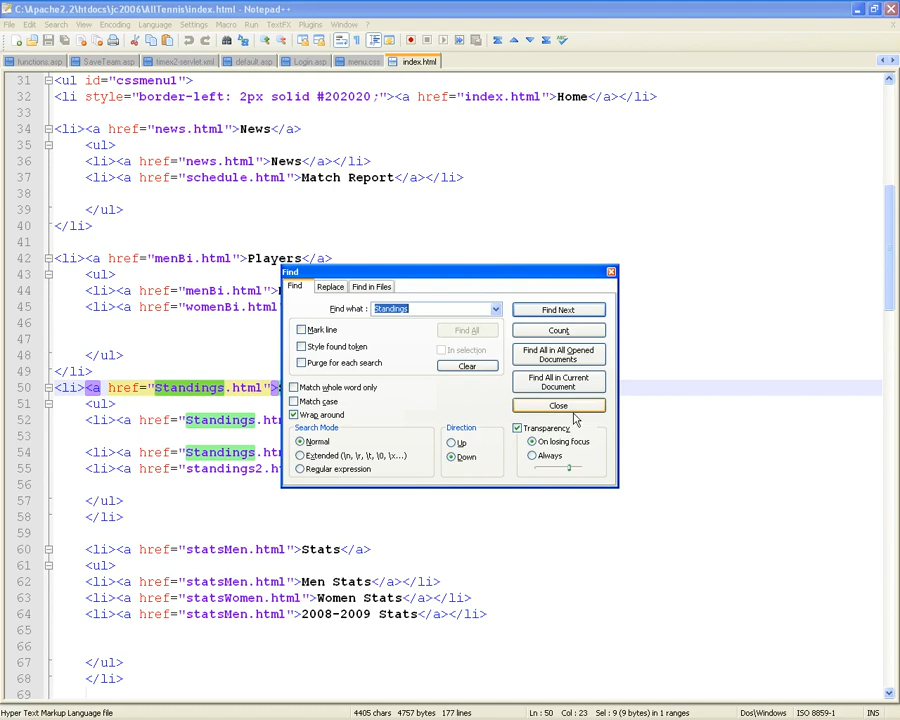 C:\Apache2.2\htdocs\jc2006\AllTennis\index.html - Notepad++
File Edit Search View Encoding Language Settings Macro Run TextFX Plugins Window ?
functions.asp SaveTeam.asp timex2-servlet.xml default.asp Login.asp menu.css index.html
31 <ul id="cssmenu1">
32 <li style="border-left: 2px solid #202020;"><a href="index.html">Home</a></li>
33
34 <li><a href="news.html">News</a>
35 <ul>
36 <li><a href="news.html">News</a></li>
37 <li><a href="schedule.html">Match Report</a></li>
38
39 </ul>
40 </li>
41
42 <li><a href="menBi.html">Players</a>
43 <ul>
44 <li><a href="menBi.html">
45 <li><a href="womenBi.html"
46
47
48 </ul>
49 </li>
50 <li><a href="Standings.html">
51 <ul>
52 <li><a href="Standings.
53
54 <li><a href="Standings.
55 <li><a href="standings2.
56
57 </ul>
58 </li>
59
60 <li><a href="statsMen.html">Stats</a>
61 <ul>
62 <li><a href="statsMen.html">Men Stats</a></li>
63 <li><a href="statsWomen.html">Women Stats</a></li>
64 <li><a href="statsMen.html">2008-2009 Stats</a></li>
65
66
67 </ul>
68 </li>
69
Find
Find Replace Find in Files
Find what : Standings
Find Next
Mark line
Find All
Count
Style found token
In selection
Find All in All Opened Documents
Purge for each search
Clear
Find All in Current Document
Match whole word only
Match case
Close
Wrap around
Search Mode
Direction
Transparency
Normal
Up
On losing focus
Extended (\n, \r, \t, \0, \x...)
Down
Always
Regular expression
Hyper Text Markup Language file 4405 chars 4757 bytes 177 lines Ln : 50 Col : 23 Sel : 9 (9 bytes) in 1 ranges Dos\Windows ISO 8859-1 INS